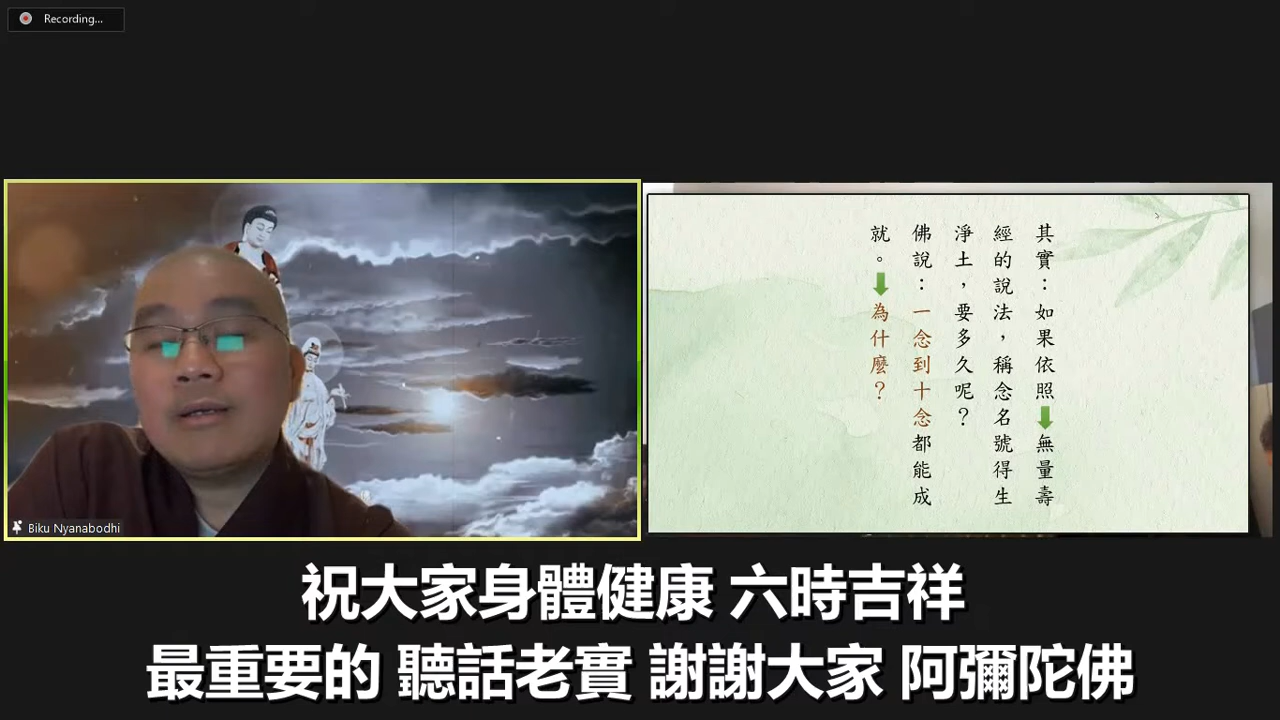 Recording...
Biku Nyanabodhi
其實：如果依照無量壽
經的說法，稱念名號得生
淨土，要多久呢？
佛說：一念到十念都能成
就。為什麼？
祝大家身體健康 六時吉祥
最重要的 聽話老實 謝謝大家 阿彌陀佛